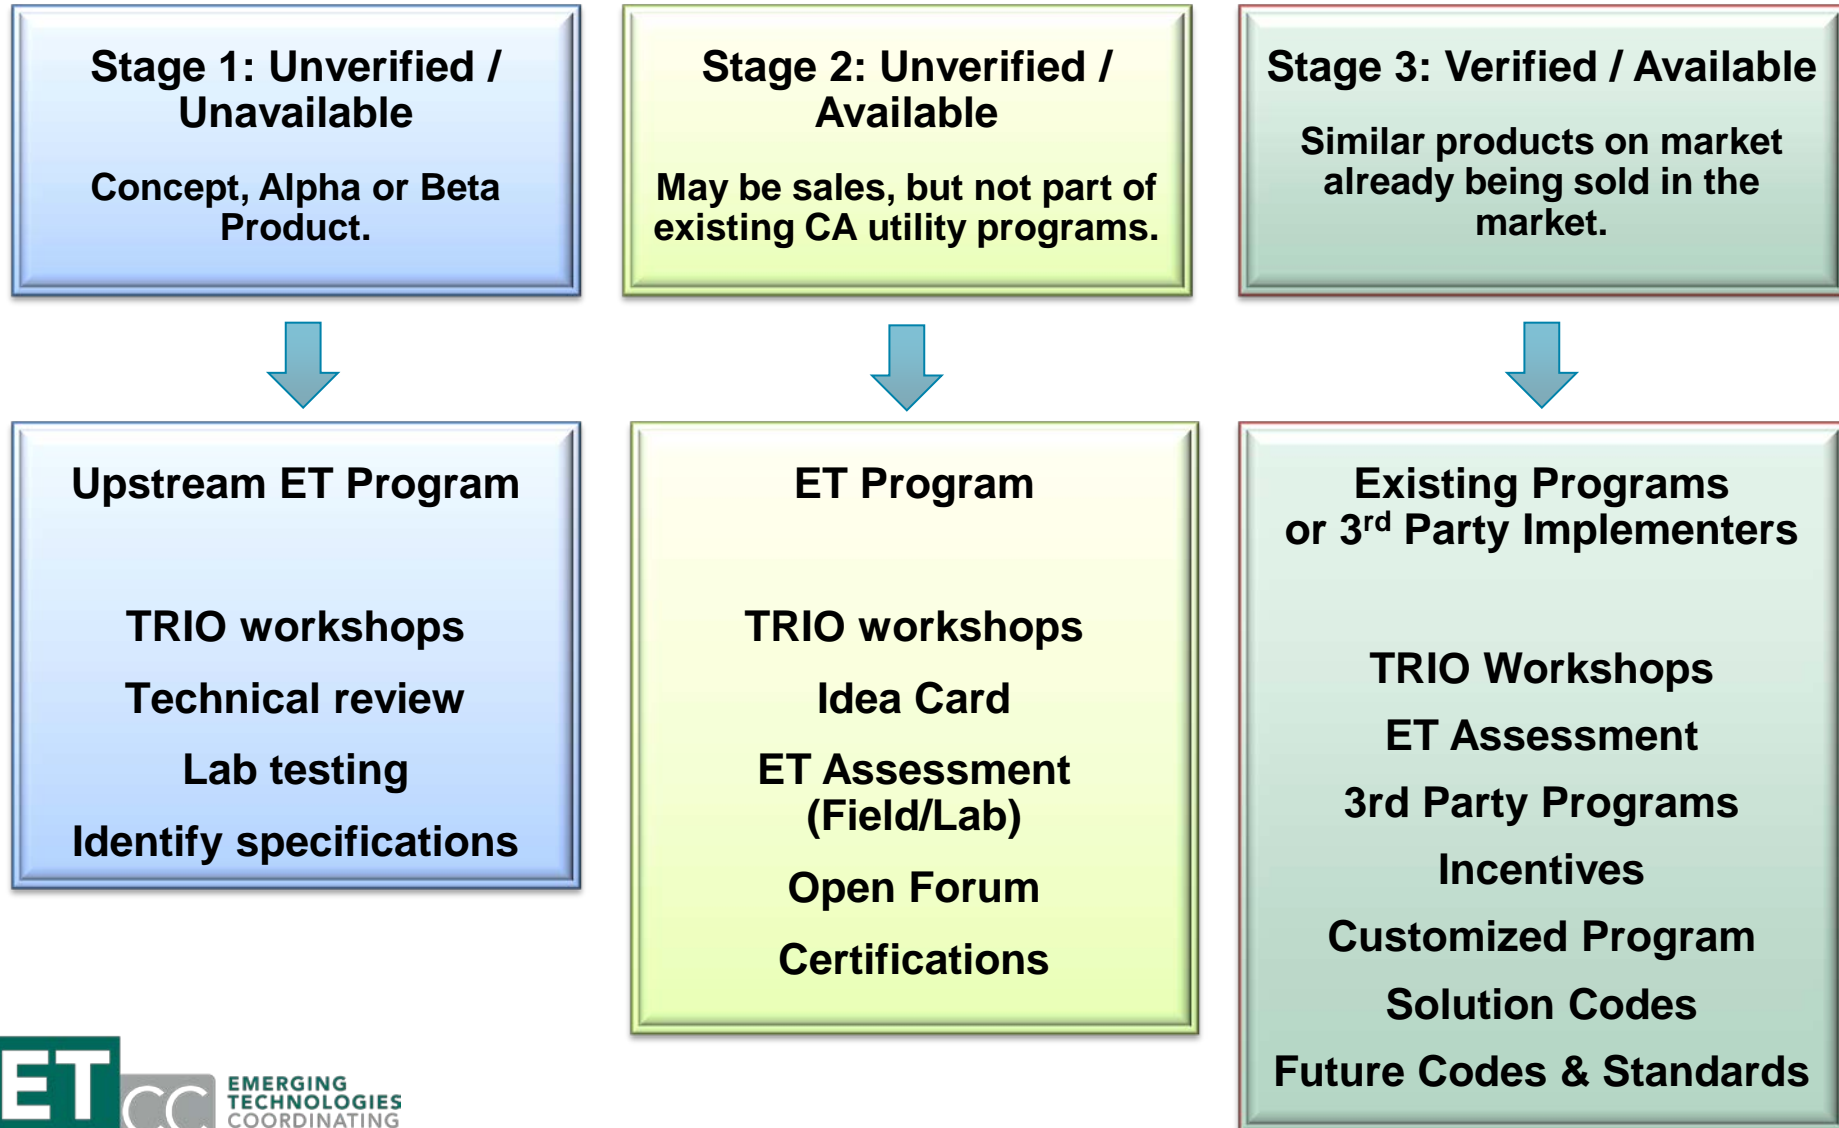 Stage 1: Unverified /
Unavailable
Concept, Alpha or Beta
Product.
Stage 2: Unverified /
Available
May be sales, but not part of
existing CA utility programs.
Stage 3: Verified / Available
Similar products on market
already being sold in the
market.
Upstream ET Program
TRIO workshops
Technical review
Lab testing
Identify specifications
ET Program
TRIO workshops
Idea Card
ET Assessment
(Field/Lab)
Open Forum
Certifications
Existing Programs
or 3rd Party Implementers
TRIO Workshops
ET Assessment
3rd Party Programs
Incentives
Customized Program
Solution Codes
Future Codes & Standards
ET
CC
EMERGING
TECHNOLOGIES
COORDINATING